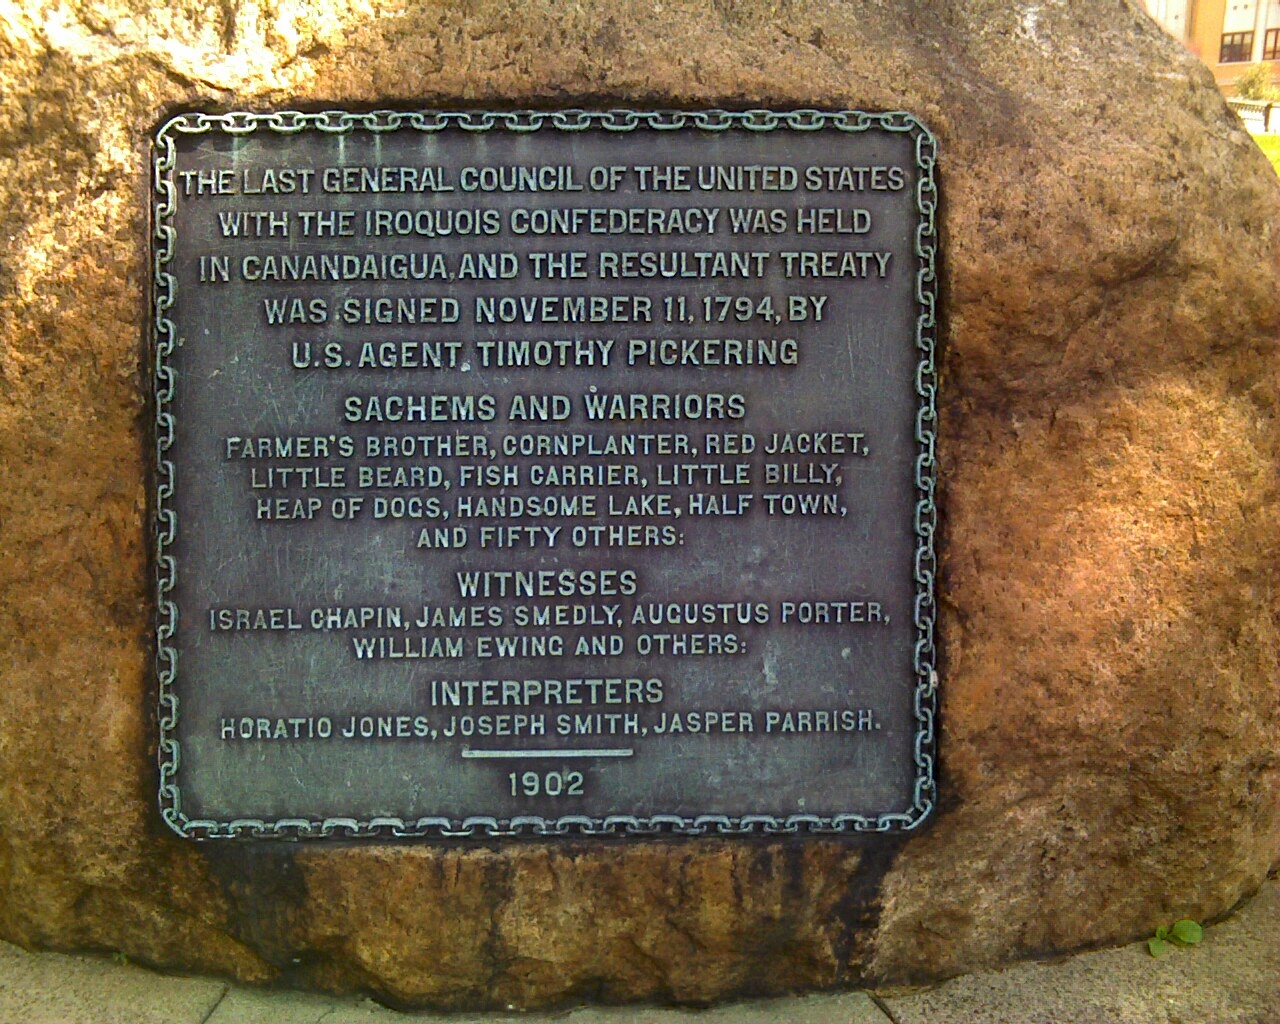 THE LAST GENERAL COUNCIL OF THE UNITED STATES
WITH THE IROQUOIS CONFEDERACY WAS HELD
IN CANANDAIGUA, AND THE RESULTANT TREATY
WAS SIGNED NOVEMBER 11, 1794, BY
U.S. AGENT, TIMOTHY PICKERING
SACHEMS AND WARRIORS
FARMER'S BROTHER, CORNPLANTER, RED JACKET,
LITTLE BEARD, FISH CARRIER, LITTLE BILLY,
HEAP OF DOGS, HANDSOME LAKE, HALF TOWN,
AND FIFTY OTHERS:
WITNESSES
ISRAEL CHAPIN, JAMES SMEDLY, AUGUSTUS PORTER,
WILLIAM EWING AND OTHERS:
INTERPRETERS
HORATIO JONES, JOSEPH SMITH, JASPER PARRISH.
1902